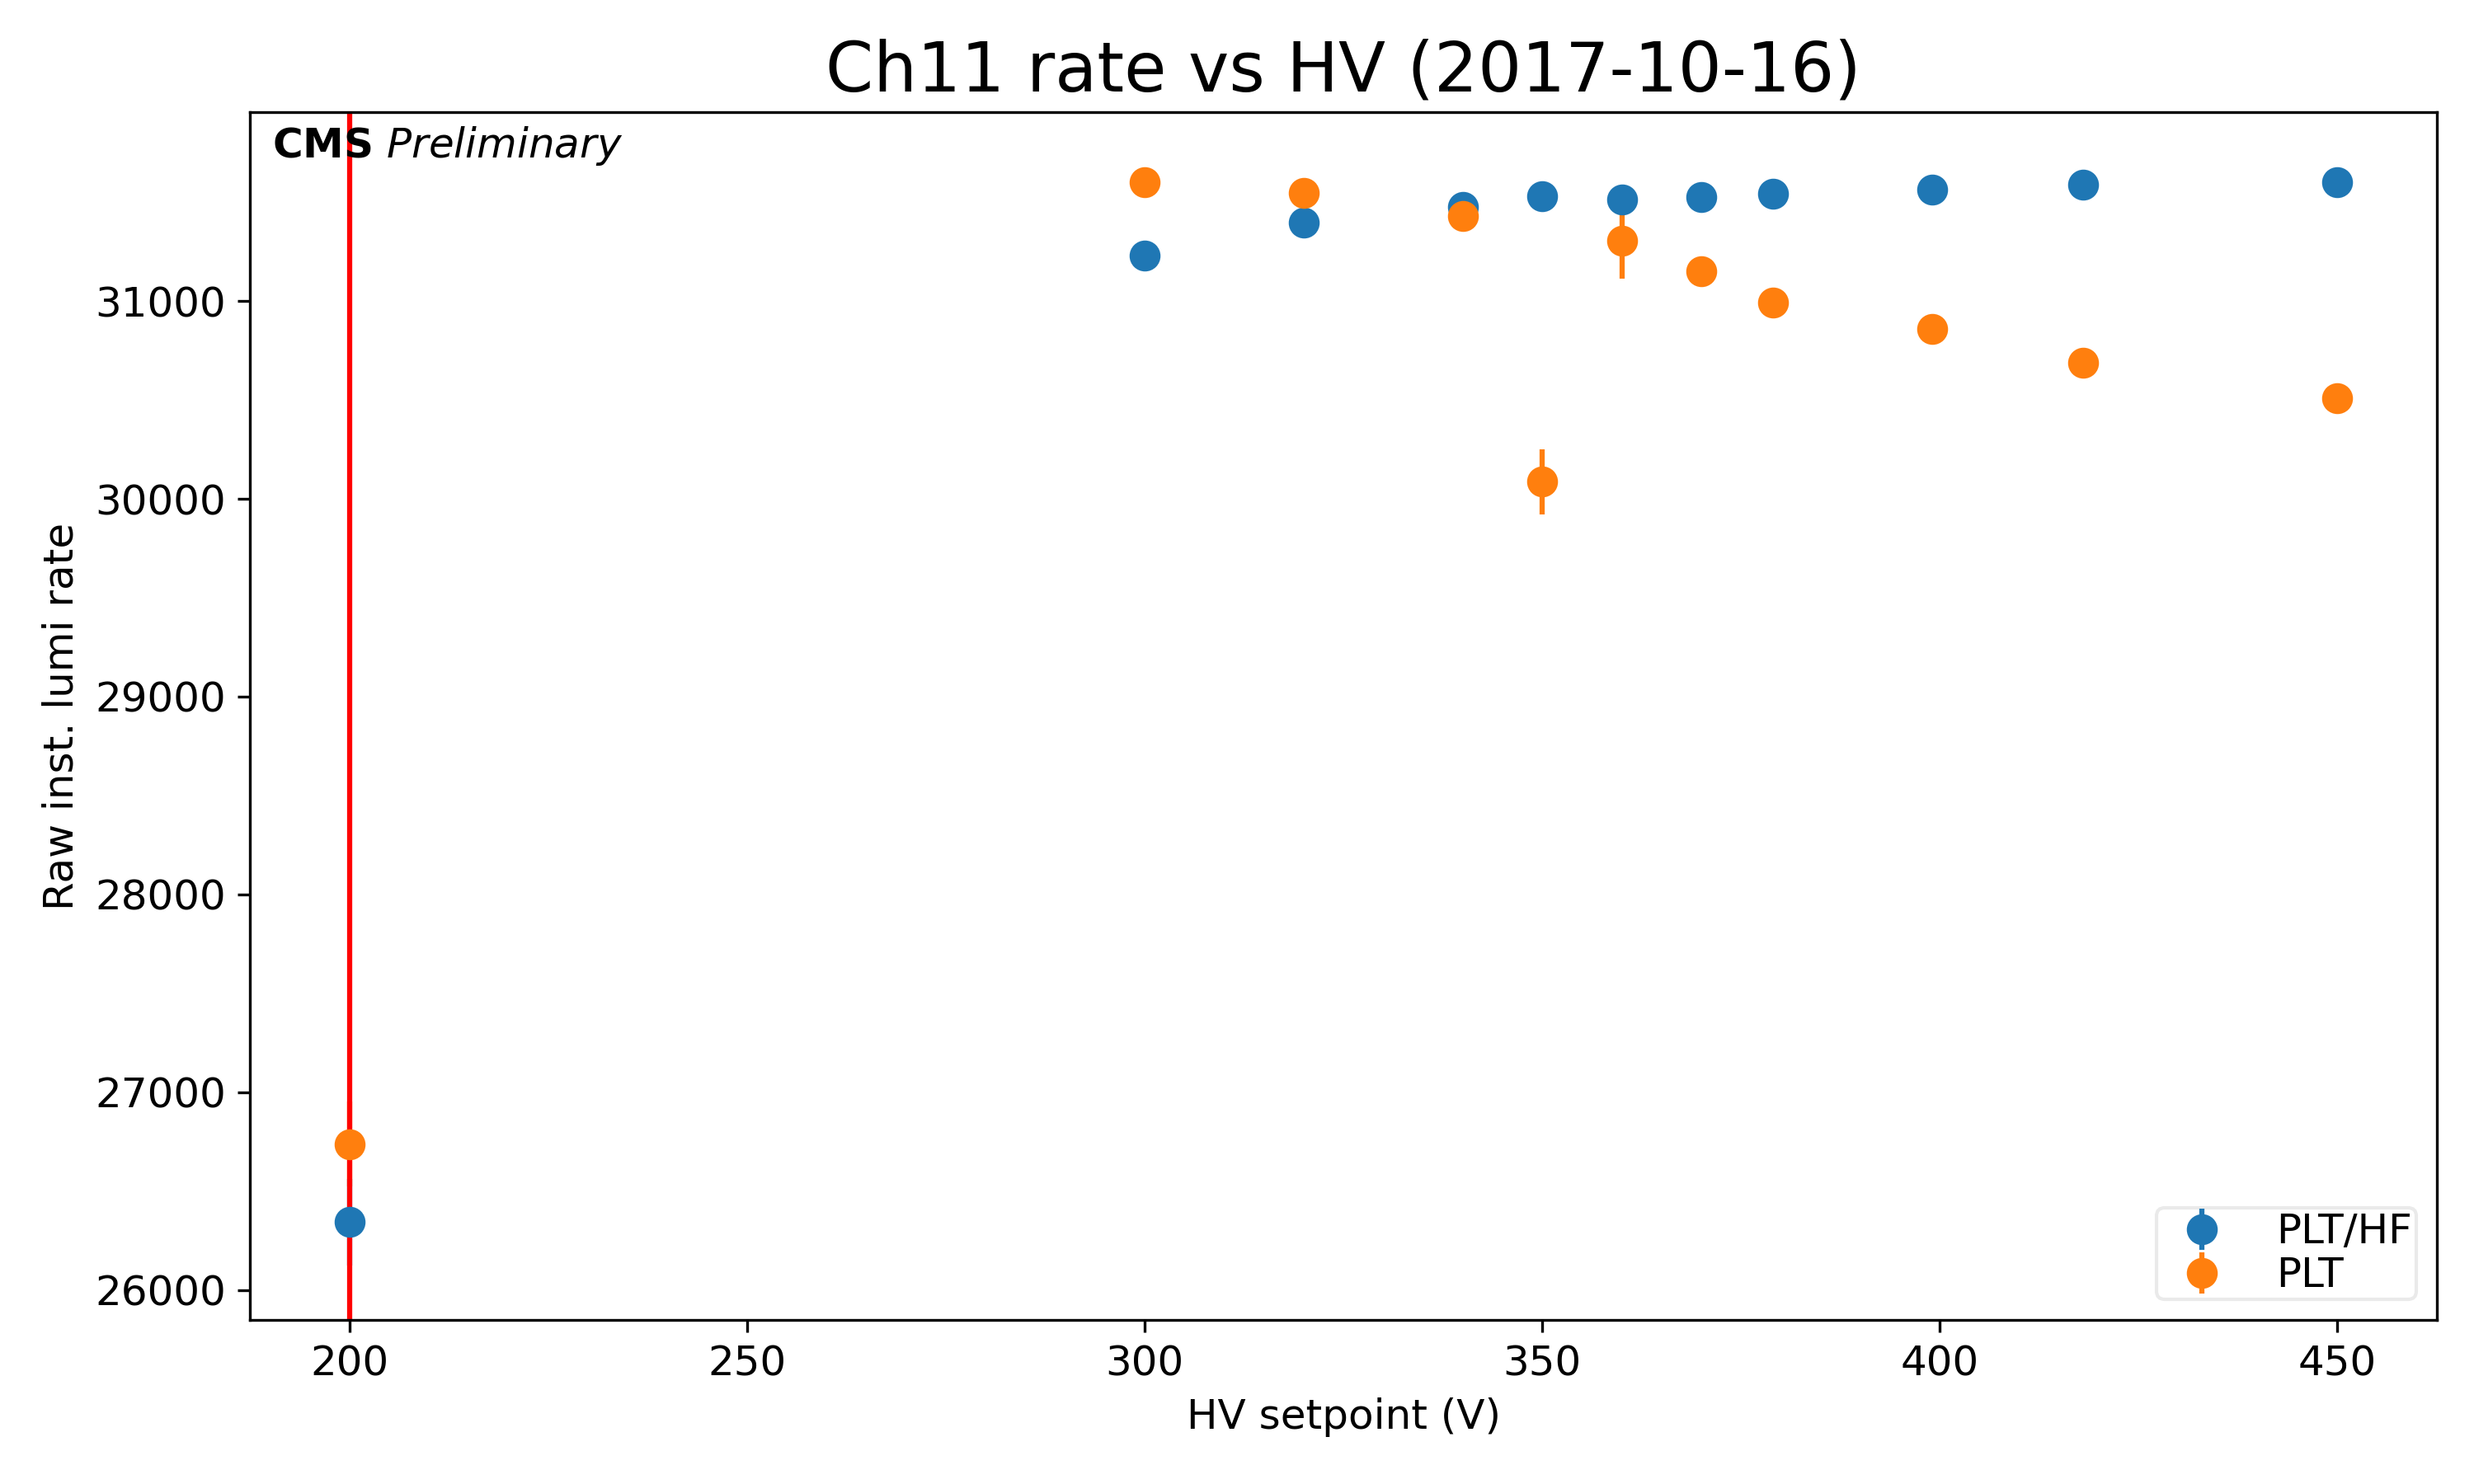 Ch11 rate vs HV (2017-10-16)
CMS Preliminary
31000
30000
29000
28000
27000
26000
Raw inst. lumi rate
PLT/HF
PLT
200 250 300 350 400 450
HV setpoint (V)